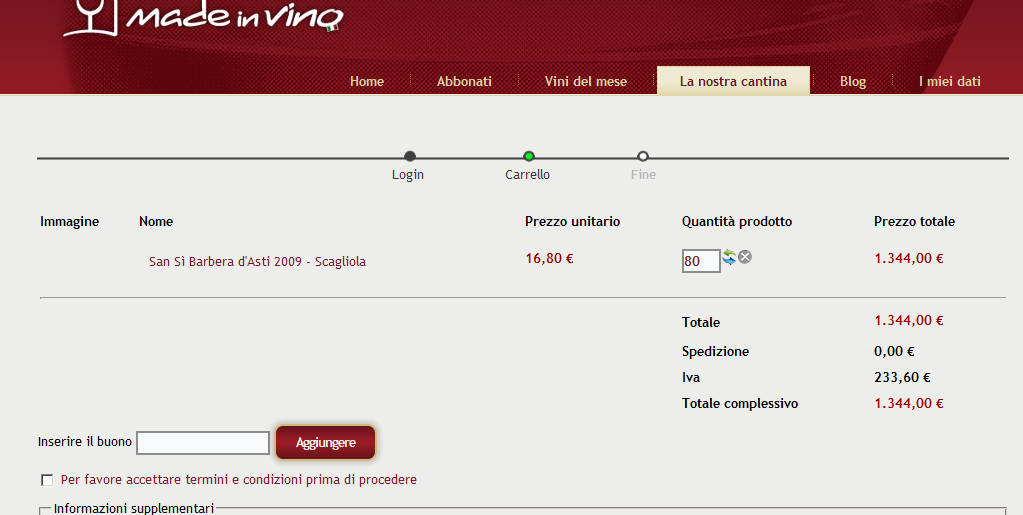 made in vino
Home Abbonati Vini del mese La nostra cantina Blog I miei dati
Login Carrello Fine
Immagine Nome Prezzo unitario Quantità prodotto Prezzo totale
San Sì Barbera d'Asti 2009 - Scagliola 16,80 € 80 1.344,00 €
Totale 1.344,00 €
Spedizione 0,00 €
Iva 233,60 €
Totale complessivo 1.344,00 €
Inserire il buono Aggiungere
Per favore accettare termini e condizioni prima di procedere
Informazioni supplementari